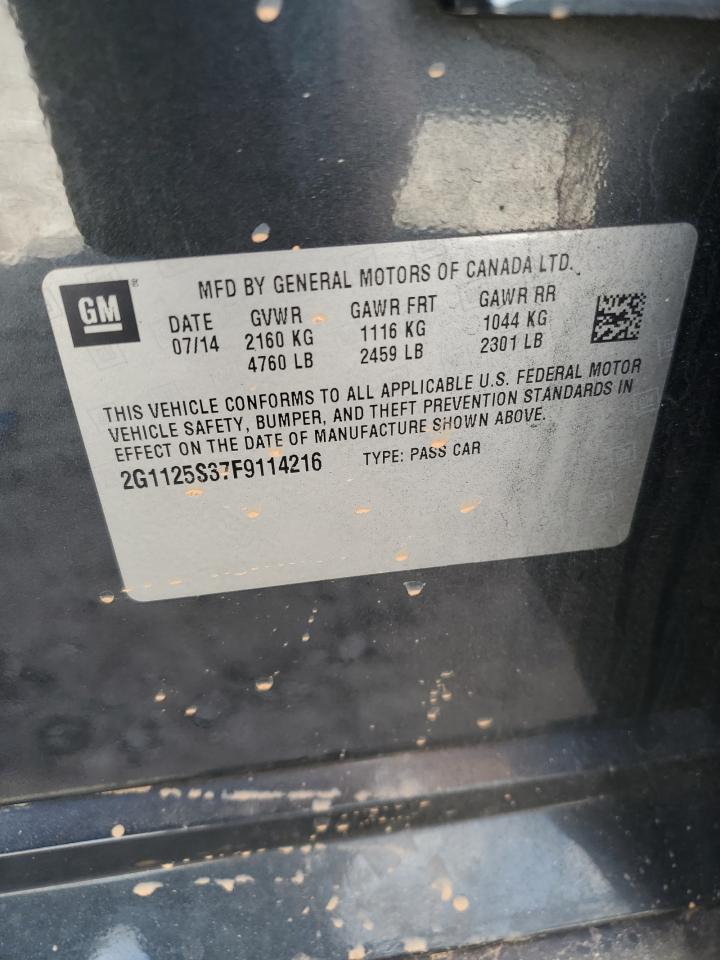 GM
MFD BY GENERAL MOTORS OF CANADA LTD.
DATE GVWR GAWR FRT GAWR RR
07/14 2160 KG 1116 KG 1044 KG
4760 LB 2459 LB 2301 LB
THIS VEHICLE CONFORMS TO ALL APPLICABLE U.S. FEDERAL MOTOR
VEHICLE SAFETY, BUMPER, AND THEFT PREVENTION STANDARDS IN
EFFECT ON THE DATE OF MANUFACTURE SHOWN ABOVE.
2G1125S37F9114216 TYPE: PASS CAR